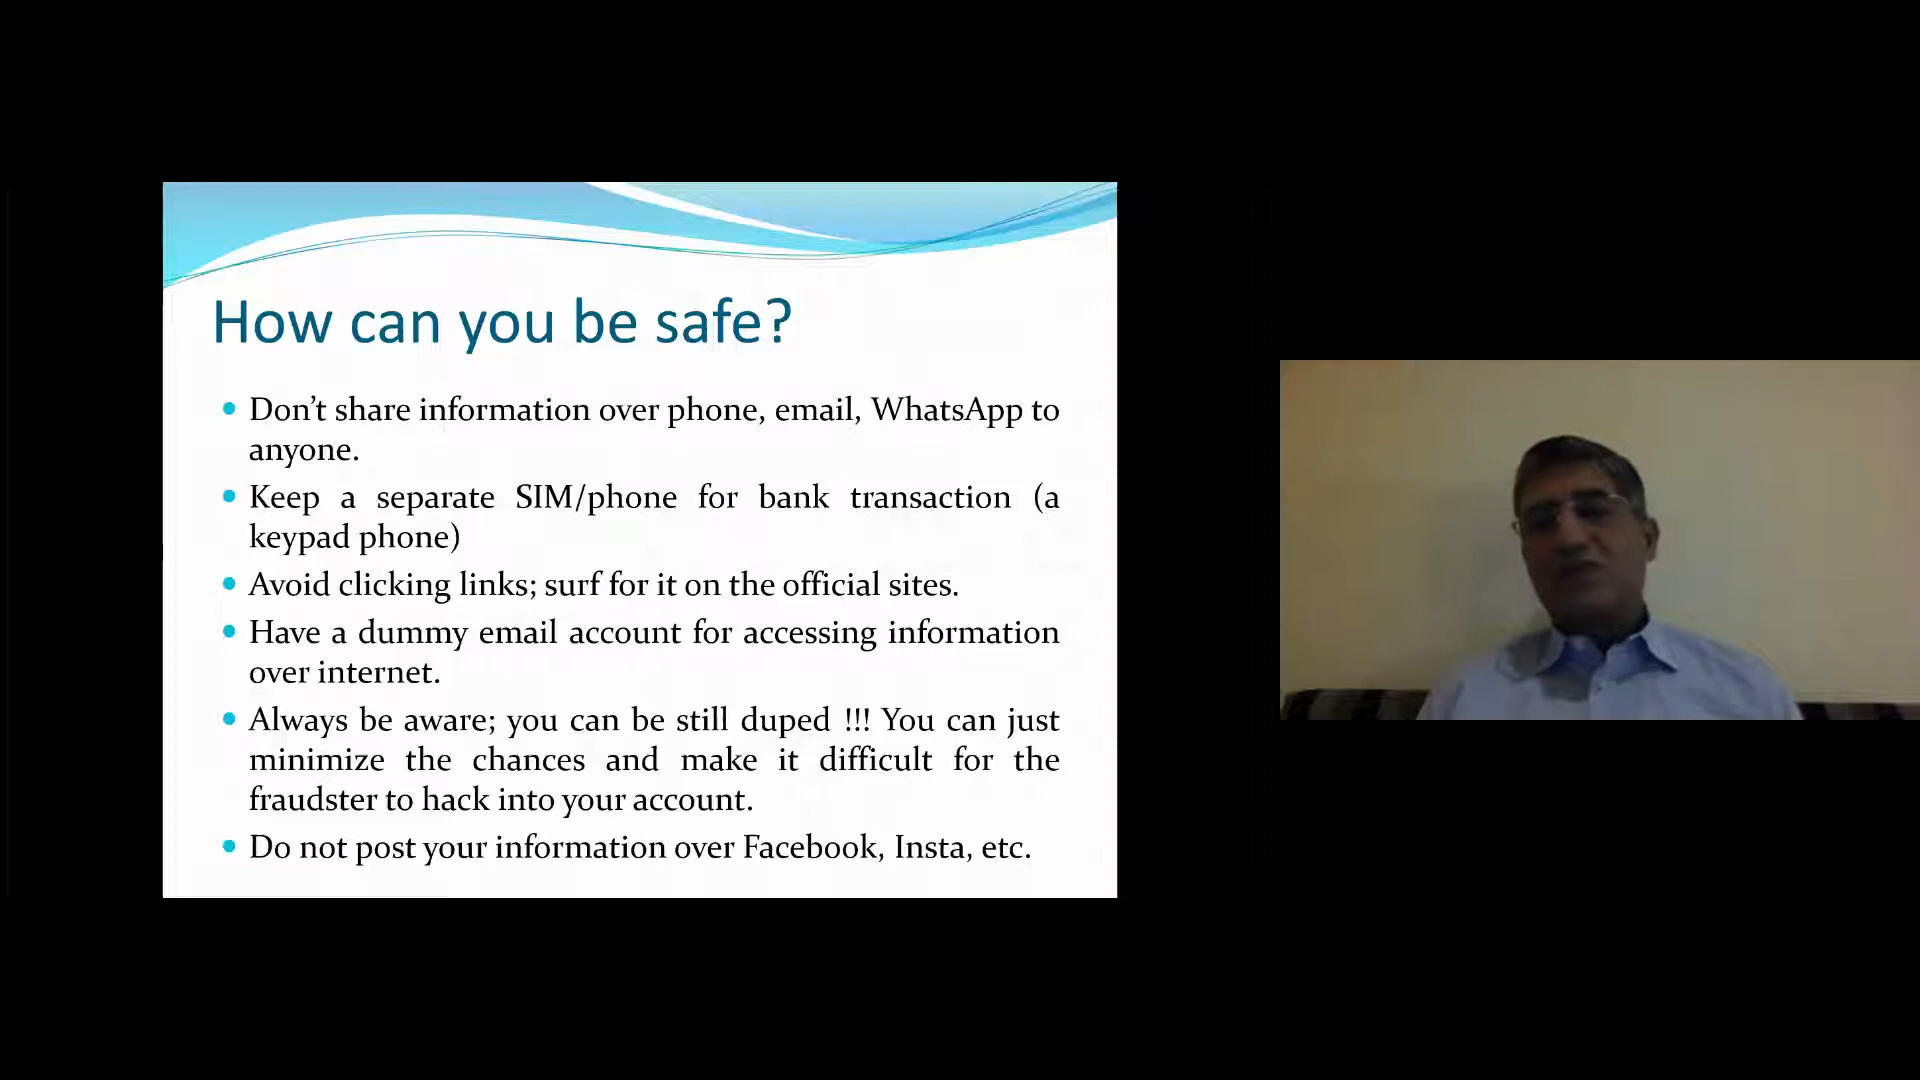 How can you be safe?
Don’t share information over phone, email, WhatsApp to
anyone.
Keep a separate SIM/phone for bank transaction (a
keypad phone)
Avoid clicking links; surf for it on the official sites.
Have a dummy email account for accessing information
over internet.
Always be aware; you can be still duped !!! You can just
minimize the chances and make it difficult for the
fraudster to hack into your account.
Do not post your information over Facebook, Insta, etc.